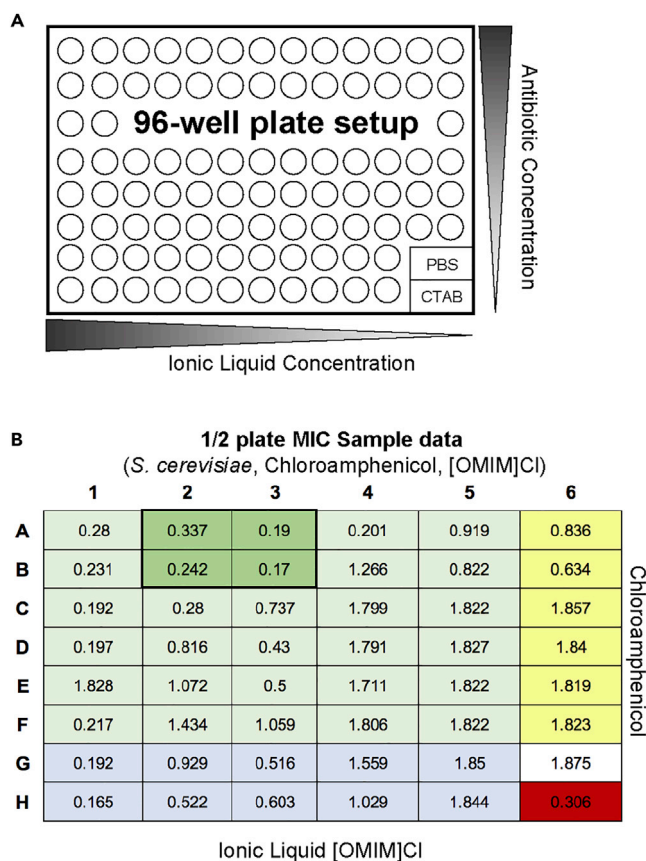 A
96-well plate setup
Antibiotic Concentration
PBS
CTAB
Ionic Liquid Concentration
B
1/2 plate MIC Sample data
(S. cerevisiae, Chloroamphenicol, [OMIM]Cl)
1 2 3 4 5 6
A 0.28 0.337 0.19 0.201 0.919 0.836
B 0.231 0.242 0.17 1.266 0.822 0.634
C 0.192 0.28 0.737 1.799 1.822 1.857
D 0.197 0.816 0.43 1.791 1.827 1.84
E 1.828 1.072 0.5 1.711 1.822 1.819
F 0.217 1.434 1.059 1.806 1.822 1.823
G 0.192 0.929 0.516 1.559 1.85 1.875
H 0.165 0.522 0.603 1.029 1.844 0.306
Chloroamphenicol
Ionic Liquid [OMIM]Cl